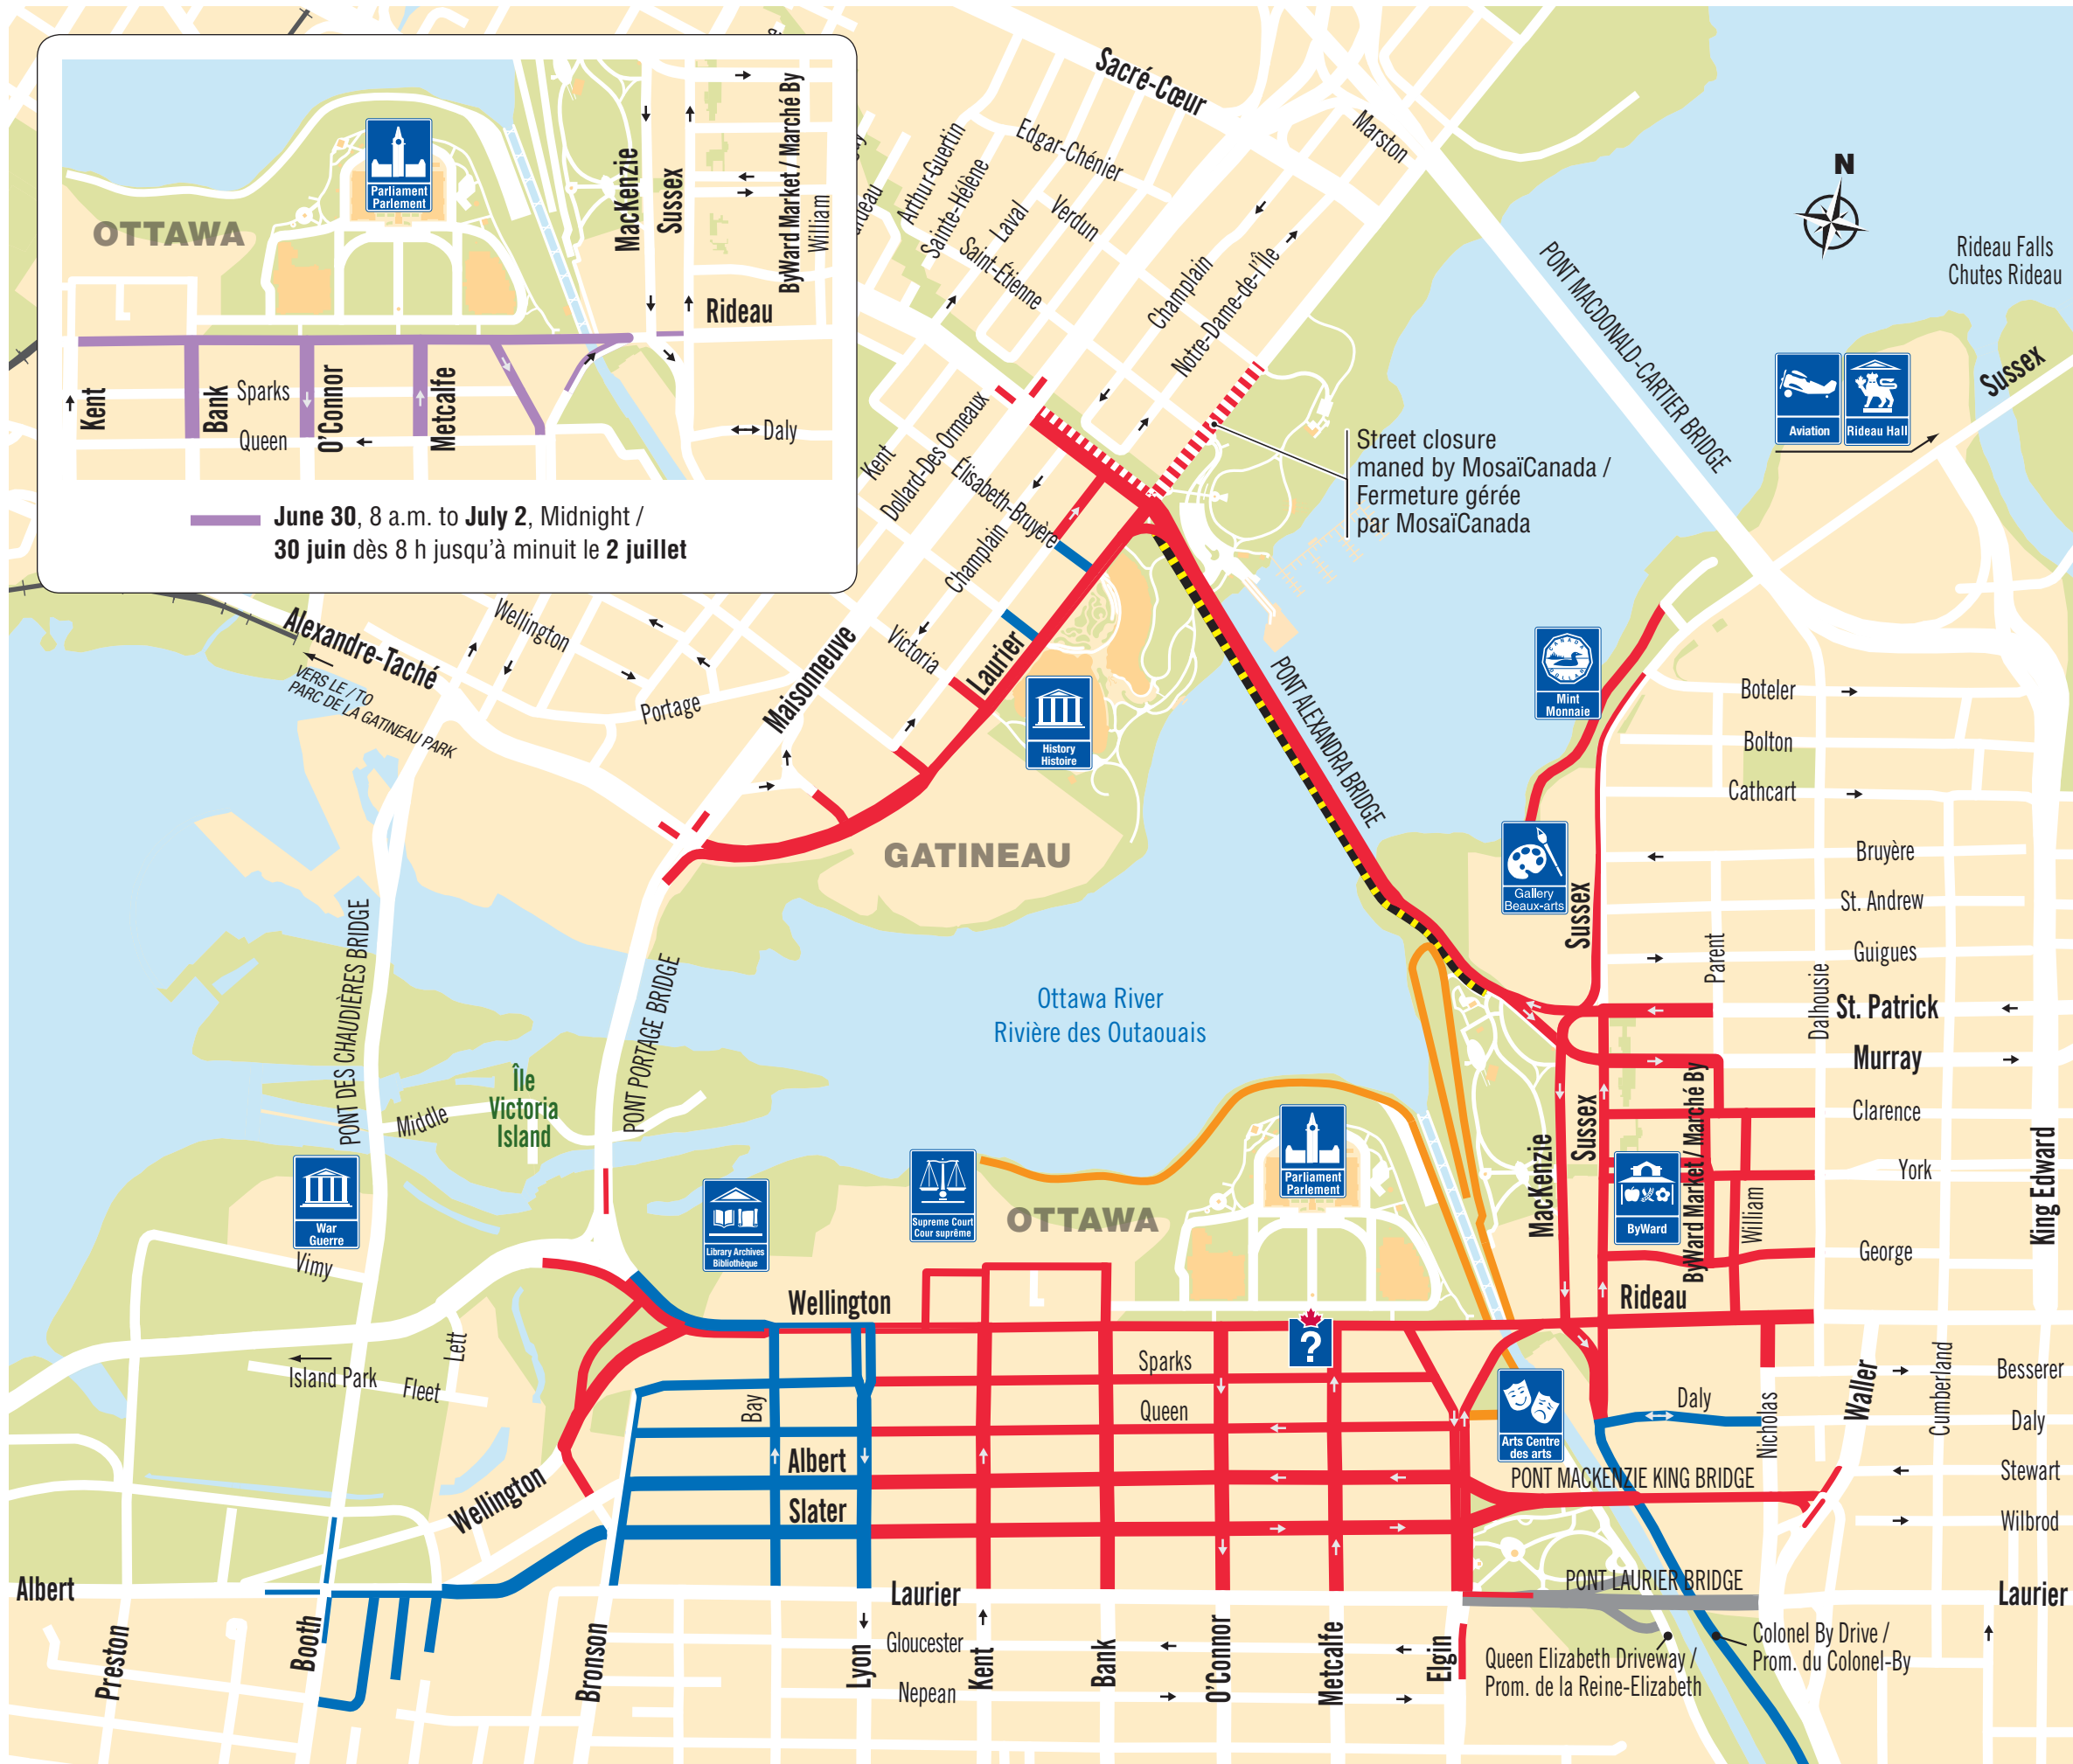 Parliament
Parlement
OTTAWA
MacKenzie
Sussex
ByWard Market / Marché By
William
Rideau
Kent
Bank
Sparks
Queen
O'Connor
Metcalfe
Daly
June 30, 8 a.m. to July 2, Midnight /
30 juin dès 8 h jusqu'à minuit le 2 juillet
Sacré-Cœur
Marston
Edgar-Chénier
Arthur-Guertin
Sainte-Hélène
Laval
Verdun
Saint-Étienne
Champlain
Notre-Dame-de-l'Île
N
Rideau Falls
Chutes Rideau
PONT MACDONALD-CARTIER BRIDGE
Sussex
Aviation
Rideau Hall
Street closure
maned by MosaïCanada /
Fermeture gérée
par MosaïCanada
Kent
Dollard-Des Ormeaux
Élisabeth-Bruyère
Champlain
Victoria
Laurier
Maisonneuve
Wellington
Portage
Alexandre-Taché
VERS LE / TO
PARC DE LA GATINEAU PARK
History
Histoire
PONT ALEXANDRA BRIDGE
GATINEAU
Mint
Monnaie
Gallery
Beaux-arts
Sussex
Boteler
Bolton
Cathcart
Bruyère
St. Andrew
Guigues
Parent
Dalhousie
St. Patrick
Murray
Clarence
York
George
King Edward
PONT DES CHAUDIÈRES BRIDGE
PONT PORTAGE BRIDGE
Ottawa River
Rivière des Outaouais
Île
Victoria
Island
Middle
War
Guerre
Vimy
Library Archives
Bibliothèque
Supreme Court
Cour suprême
OTTAWA
Parliament
Parlement
MacKenzie
Sussex
ByWard Market / Marché By
ByWard
William
Rideau
Wellington
?
Lett
Island Park
Fleet
Bay
Sparks
Queen
Albert
Slater
Wellington
Arts Centre
des arts
Daly
Nicholas
Waller
Cumberland
Besserer
Daly
Stewart
Wilbrod
PONT MACKENZIE KING BRIDGE
PONT LAURIER BRIDGE
Albert
Laurier
Laurier
Preston
Booth
Bronson
Lyon
Gloucester
Nepean
Kent
Bank
O'Connor
Metcalfe
Elgin
Queen Elizabeth Driveway /
Prom. de la Reine-Elizabeth
Colonel By Drive /
Prom. du Colonel-By